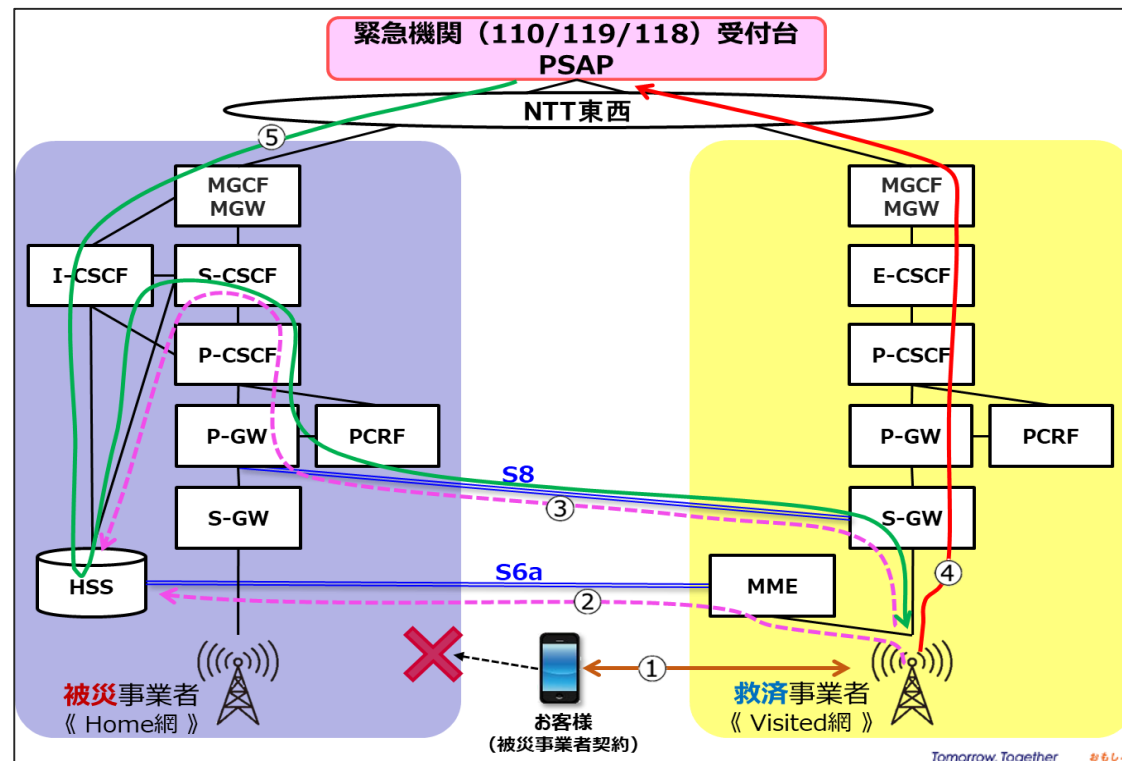 緊急機関（110/119/118）受付台
PSAP
NTT東西
⑤
MGCF
MGW
MGCF
MGW
I-CSCF
S-CSCF
E-CSCF
P-CSCF
P-CSCF
P-GW
PCRF
P-GW
PCRF
S8
③
S-GW
S-GW
HSS
S6a
②
MME
④
①
被災事業者
《 Home網 》
お客様
（被災事業者契約）
救済事業者
《 Visited網 》
Tomorrow, Together
おもし